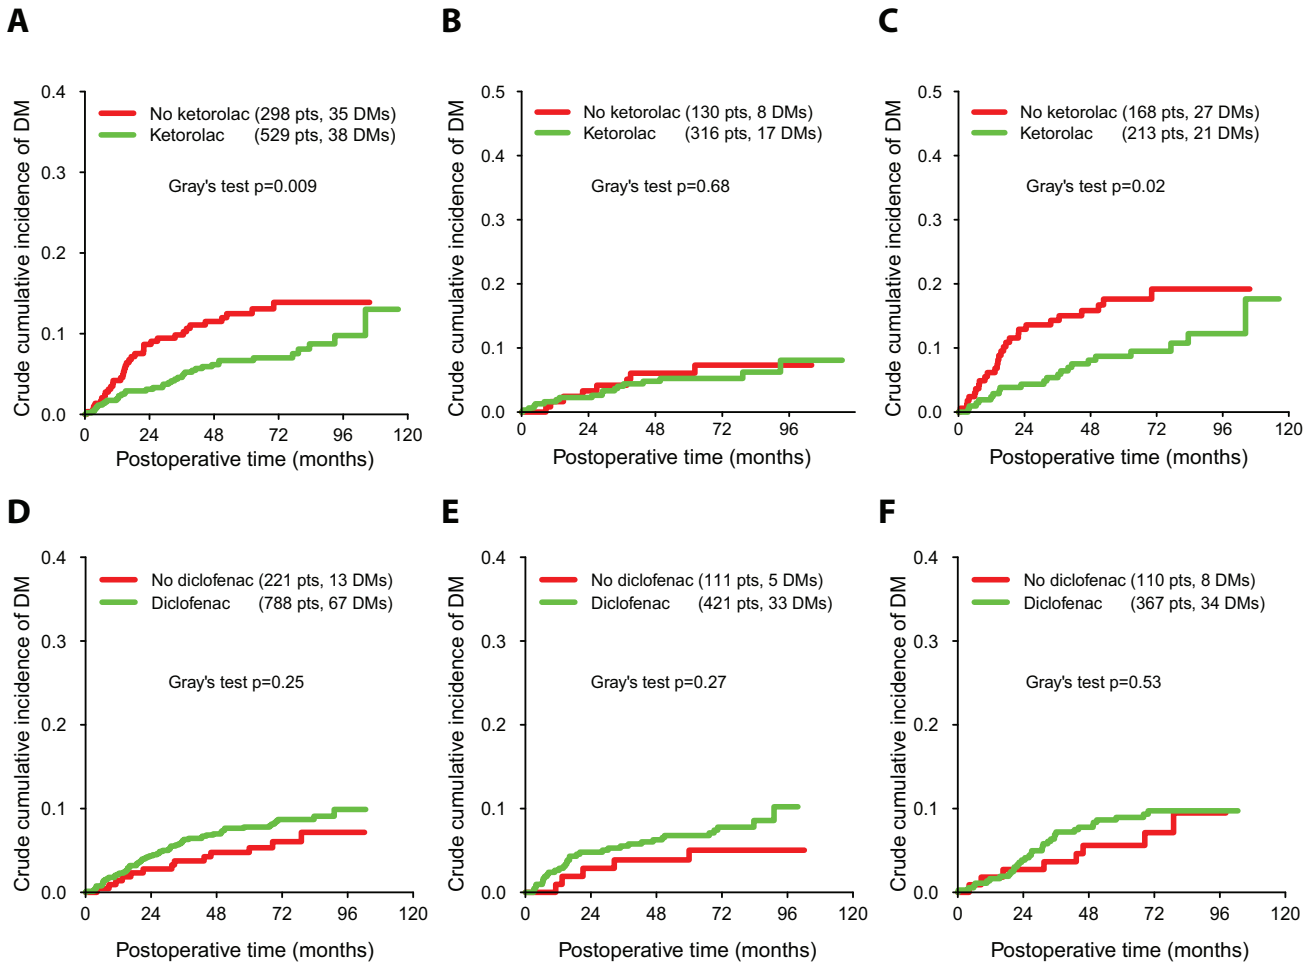 A
Crude cumulative incidence of DM
0.4
0.3
0.2
0.1
0.0
No ketorolac (298 pts, 35 DMs)
Ketorolac (529 pts, 38 DMs)
Gray's test p=0.009
0 24 48 72 96 120
Postoperative time (months)
B
Crude cumulative incidence of DM
0.5
0.4
0.3
0.2
0.1
0.0
No ketorolac (130 pts, 8 DMs)
Ketorolac (316 pts, 17 DMs)
Gray's test p=0.68
0 24 48 72 96
Postoperative time (months)
C
Crude cumulative incidence of DM
0.5
0.4
0.3
0.2
0.1
0.0
No ketorolac (168 pts, 27 DMs)
Ketorolac (213 pts, 21 DMs)
Gray's test p=0.02
0 24 48 72 96 120
Postoperative time (months)
D
Crude cumulative incidence of DM
0.4
0.3
0.2
0.1
0.0
No diclofenac (221 pts, 13 DMs)
Diclofenac (788 pts, 67 DMs)
Gray's test p=0.25
0 24 48 72 96 120
Postoperative time (months)
E
Crude cumulative incidence of DM
0.4
0.3
0.2
0.1
0.0
No diclofenac (111 pts, 5 DMs)
Diclofenac (421 pts, 33 DMs)
Gray's test p=0.27
0 24 48 72 96 120
Postoperative time (months)
F
Crude cumulative incidence of DM
0.4
0.3
0.2
0.1
0.0
No diclofenac (110 pts, 8 DMs)
Diclofenac (367 pts, 34 DMs)
Gray's test p=0.53
0 24 48 72 96 120
Postoperative time (months)